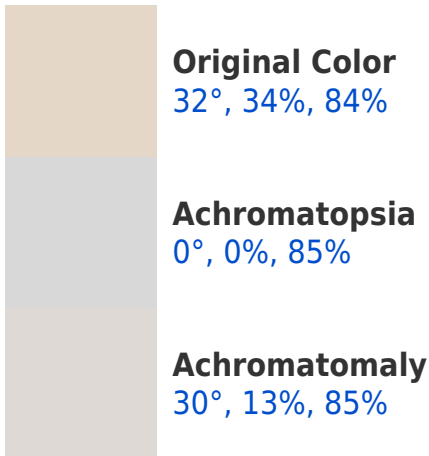 Original Color
32°, 34%, 84%
Achromatopsia
0°, 0%, 85%
Achromatomaly
30°, 13%, 85%